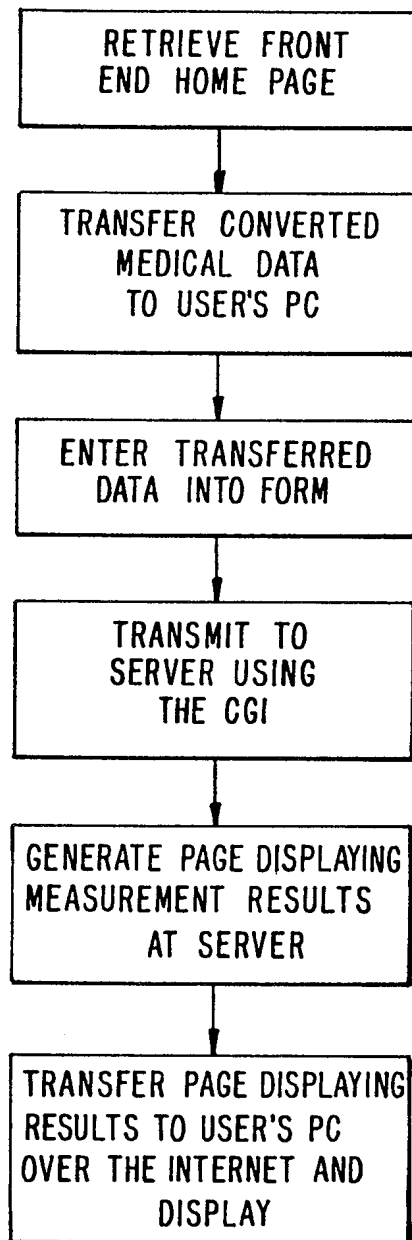 RETRIEVE FRONT
END HOME PAGE
TRANSFER CONVERTED
MEDICAL DATA
TO USER'S PC
ENTER TRANSFERRED
DATA INTO FORM
TRANSMIT TO
SERVER USING
THE CGI
GENERATE PAGE DISPLAYING
MEASUREMENT RESULTS
AT SERVER
TRANSFER PAGE DISPLAYING
RESULTS TO USER'S PC
OVER THE INTERNET AND
DISPLAY